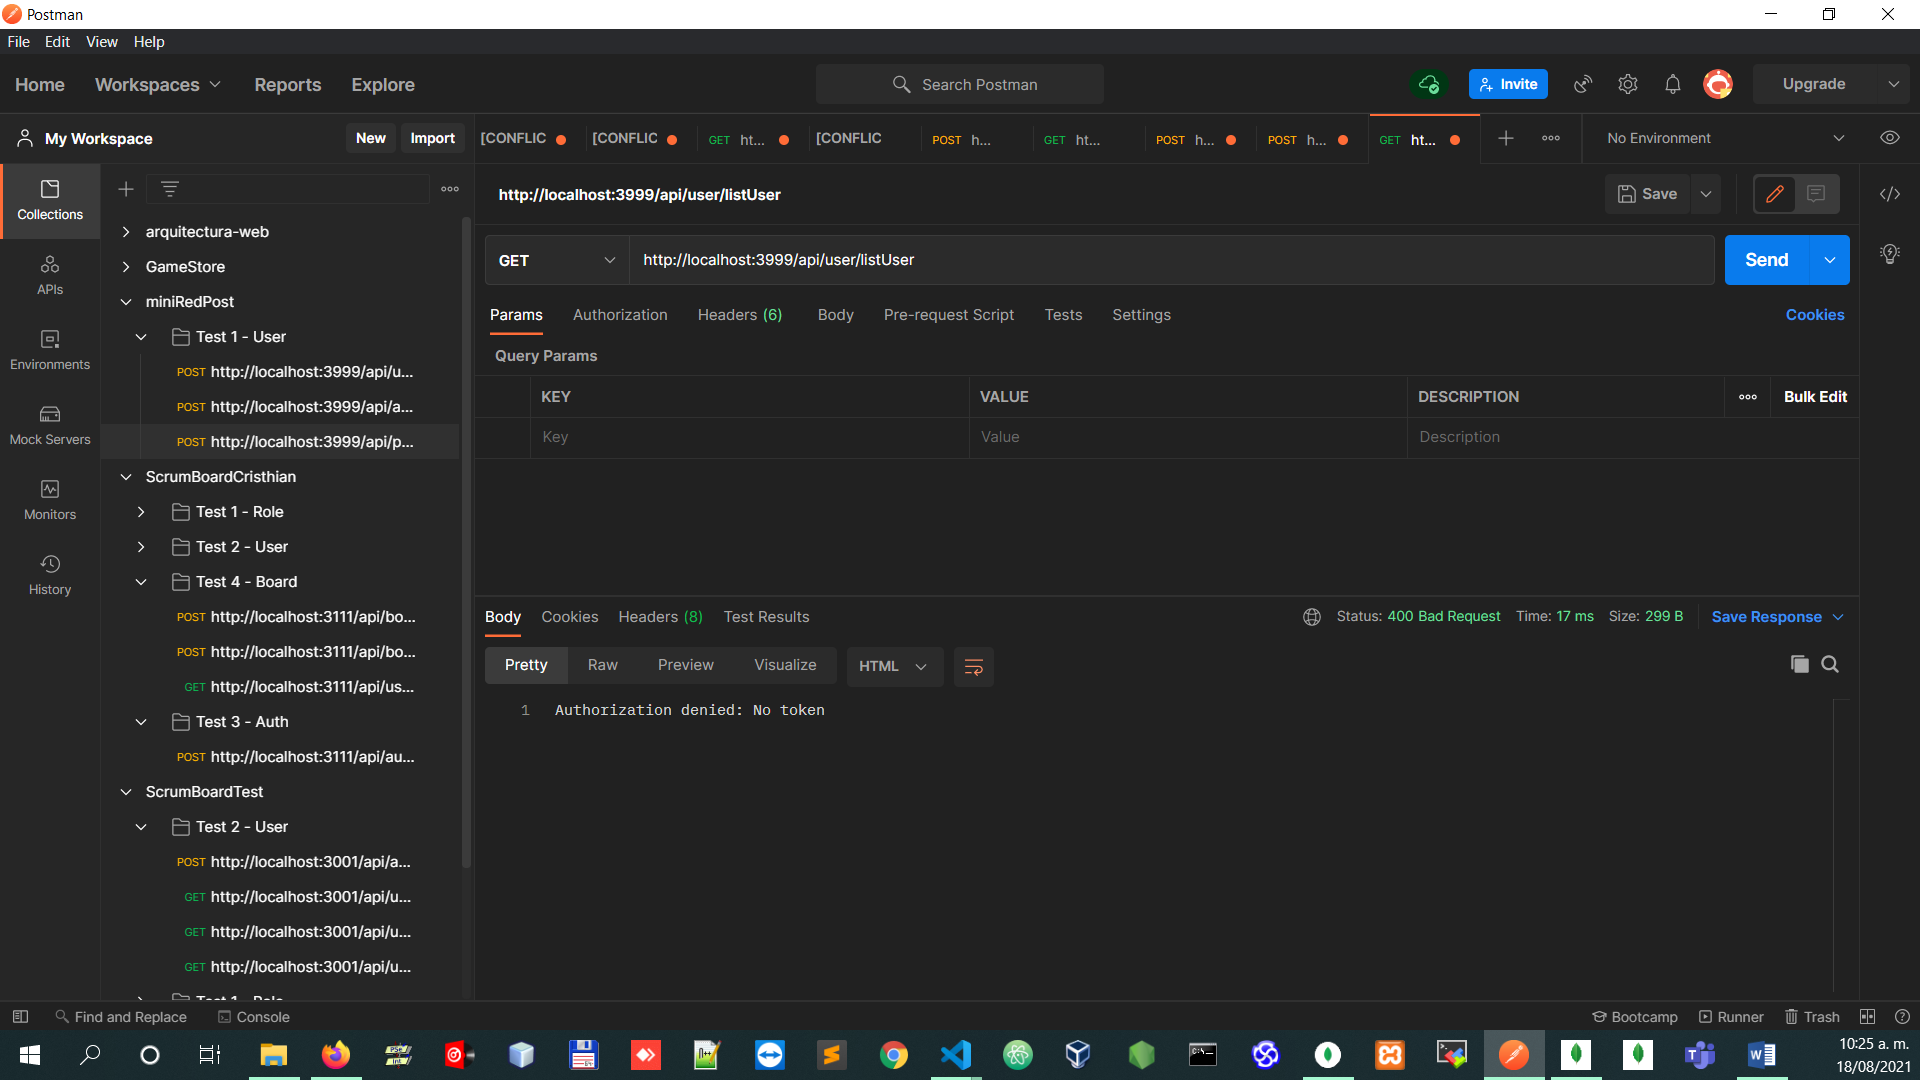 Postman
File Edit View Help
Home Workspaces Reports Explore Search Postman Invite Upgrade
My Workspace New Import [CONFLIC [CONFLIC GET ht... [CONFLIC POST h... GET ht... POST h... POST h... GET ht... No Environment
http://localhost:3999/api/user/listUser Save
GET http://localhost:3999/api/user/listUser Send
Params Authorization Headers (6) Body Pre-request Script Tests Settings Cookies
Query Params
KEY VALUE DESCRIPTION Bulk Edit
Key Value Description
Collections
APIs
Environments
Mock Servers
Monitors
History
arquitectura-web
GameStore
miniRedPost
Test 1 - User
POST http://localhost:3999/api/u...
POST http://localhost:3999/api/a...
POST http://localhost:3999/api/p...
ScrumBoardCristhian
Test 1 - Role
Test 2 - User
Test 4 - Board
POST http://localhost:3111/api/bo...
POST http://localhost:3111/api/bo...
GET http://localhost:3111/api/us...
Test 3 - Auth
POST http://localhost:3111/api/au...
ScrumBoardTest
Test 2 - User
POST http://localhost:3001/api/a...
GET http://localhost:3001/api/u...
GET http://localhost:3001/api/u...
GET http://localhost:3001/api/u...
Test 1 - Role
Body Cookies Headers (8) Test Results Status: 400 Bad Request Time: 17 ms Size: 299 B Save Response
Pretty Raw Preview Visualize HTML
1 Authorization denied: No token
Find and Replace Console Bootcamp Runner Trash
10:25 a. m.
18/08/2021